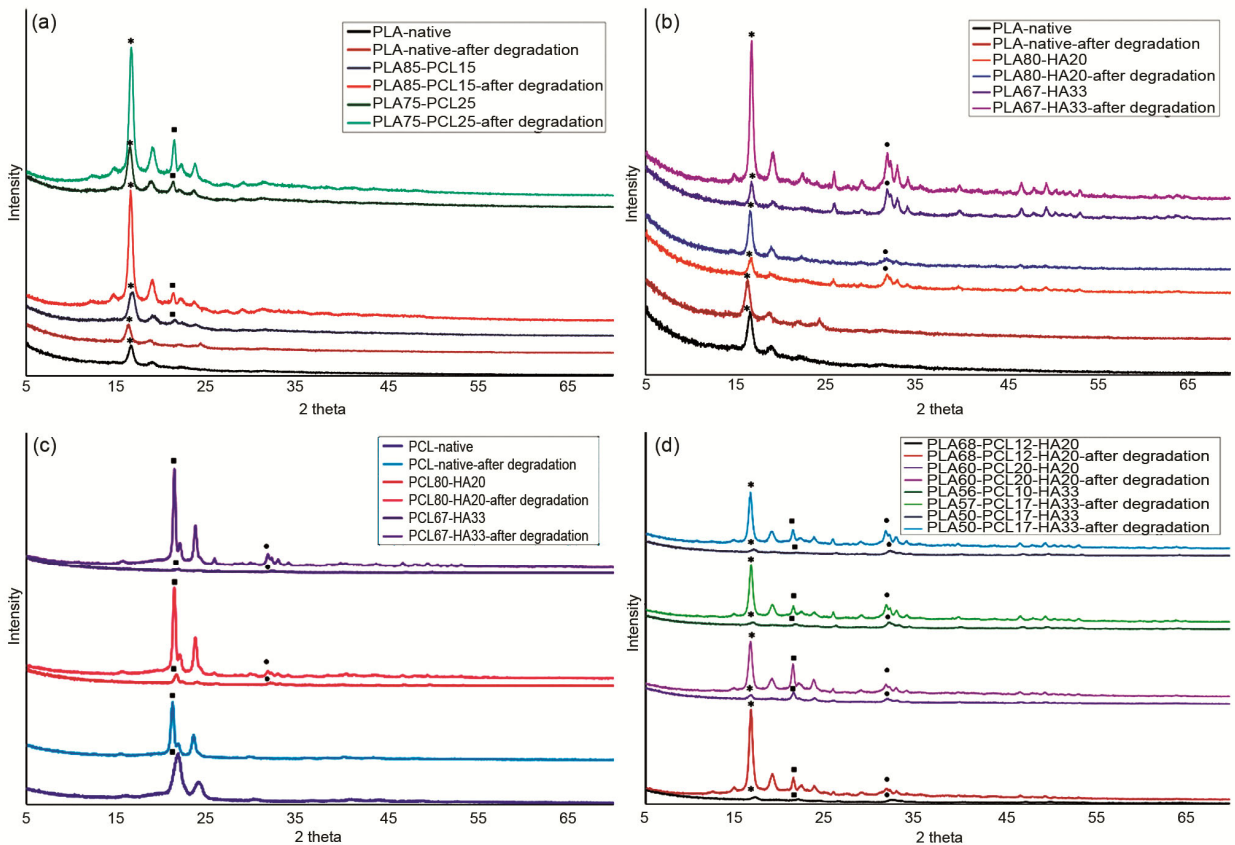 (a)
PLA-native
PLA-native-after degradation
PLA85-PCL15
PLA85-PCL15-after degradation
PLA75-PCL25
PLA75-PCL25-after degradation
Intensity
5 15 25 35 45 55 65
2 theta
(b)
PLA-native
PLA-native-after degradation
PLA80-HA20
PLA80-HA20-after degradation
PLA67-HA33
PLA67-HA33-after degradation
Intensity
5 15 25 35 45 55 65
2 theta
(c)
PCL-native
PCL-native-after degradation
PCL80-HA20
PCL80-HA20-after degradation
PCL67-HA33
PCL67-HA33-after degradation
Intensity
5 15 25 35 45 55 65
2 theta
(d)
PLA68-PCL12-HA20
PLA68-PCL12-HA20-after degradation
PLA60-PCL20-HA20
PLA60-PCL20-HA20-after degradation
PLA56-PCL10-HA33
PLA57-PCL17-HA33-after degradation
PLA50-PCL17-HA33
PLA50-PCL17-HA33-after degradation
Intensity
5 15 25 35 45 55 65
2 theta